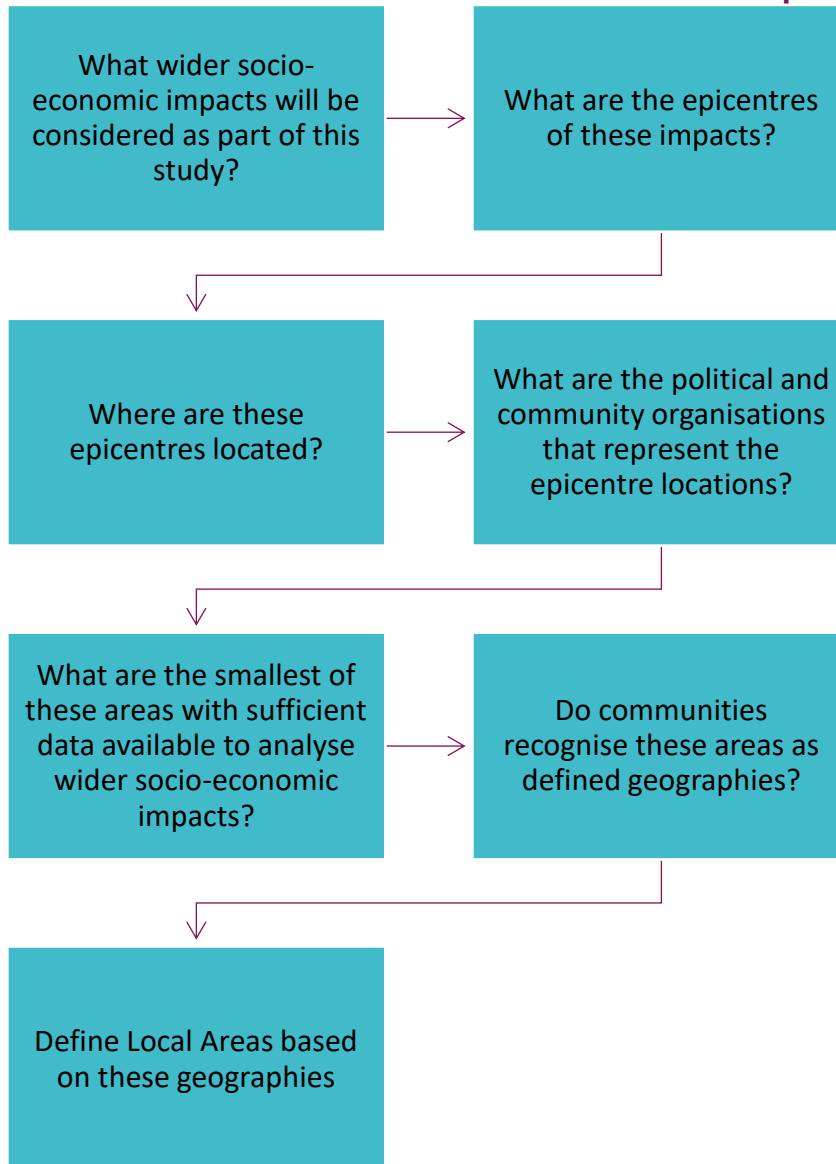 What wider socio-
economic impacts will be
considered as part of this
study?
What are the epicentres
of these impacts?
Where are these
epicentres located?
What are the political and
community organisations
that represent the
epicentre locations?
What are the smallest of
these areas with sufficient
data available to analyse
wider socio-economic
impacts?
Do communities
recognise these areas as
defined geographies?
Define Local Areas based
on these geographies